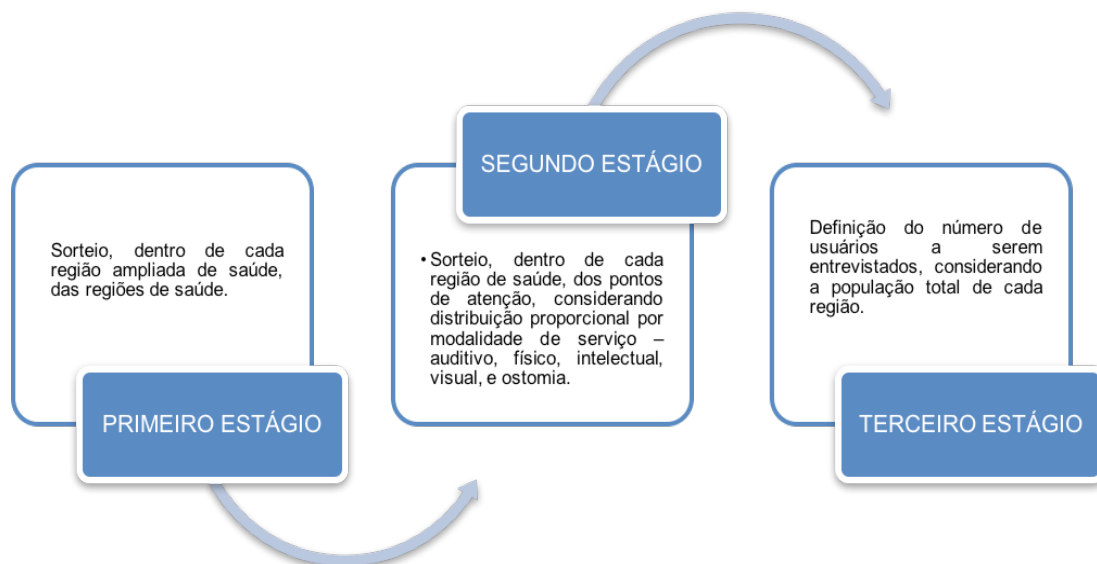 Sorteio, dentro de cada
região ampliada de saúde,
das regiões de saúde.
PRIMEIRO ESTÁGIO
SEGUNDO ESTÁGIO
• Sorteio, dentro de cada
região de saúde, dos pontos
de atenção, considerando
distribuição proporcional por
modalidade de serviço –
auditivo, físico, intelectual,
visual, e ostomia.
Definição do número de
usuários a serem
entrevistados, considerando
a população total de cada
região.
TERCEIRO ESTÁGIO